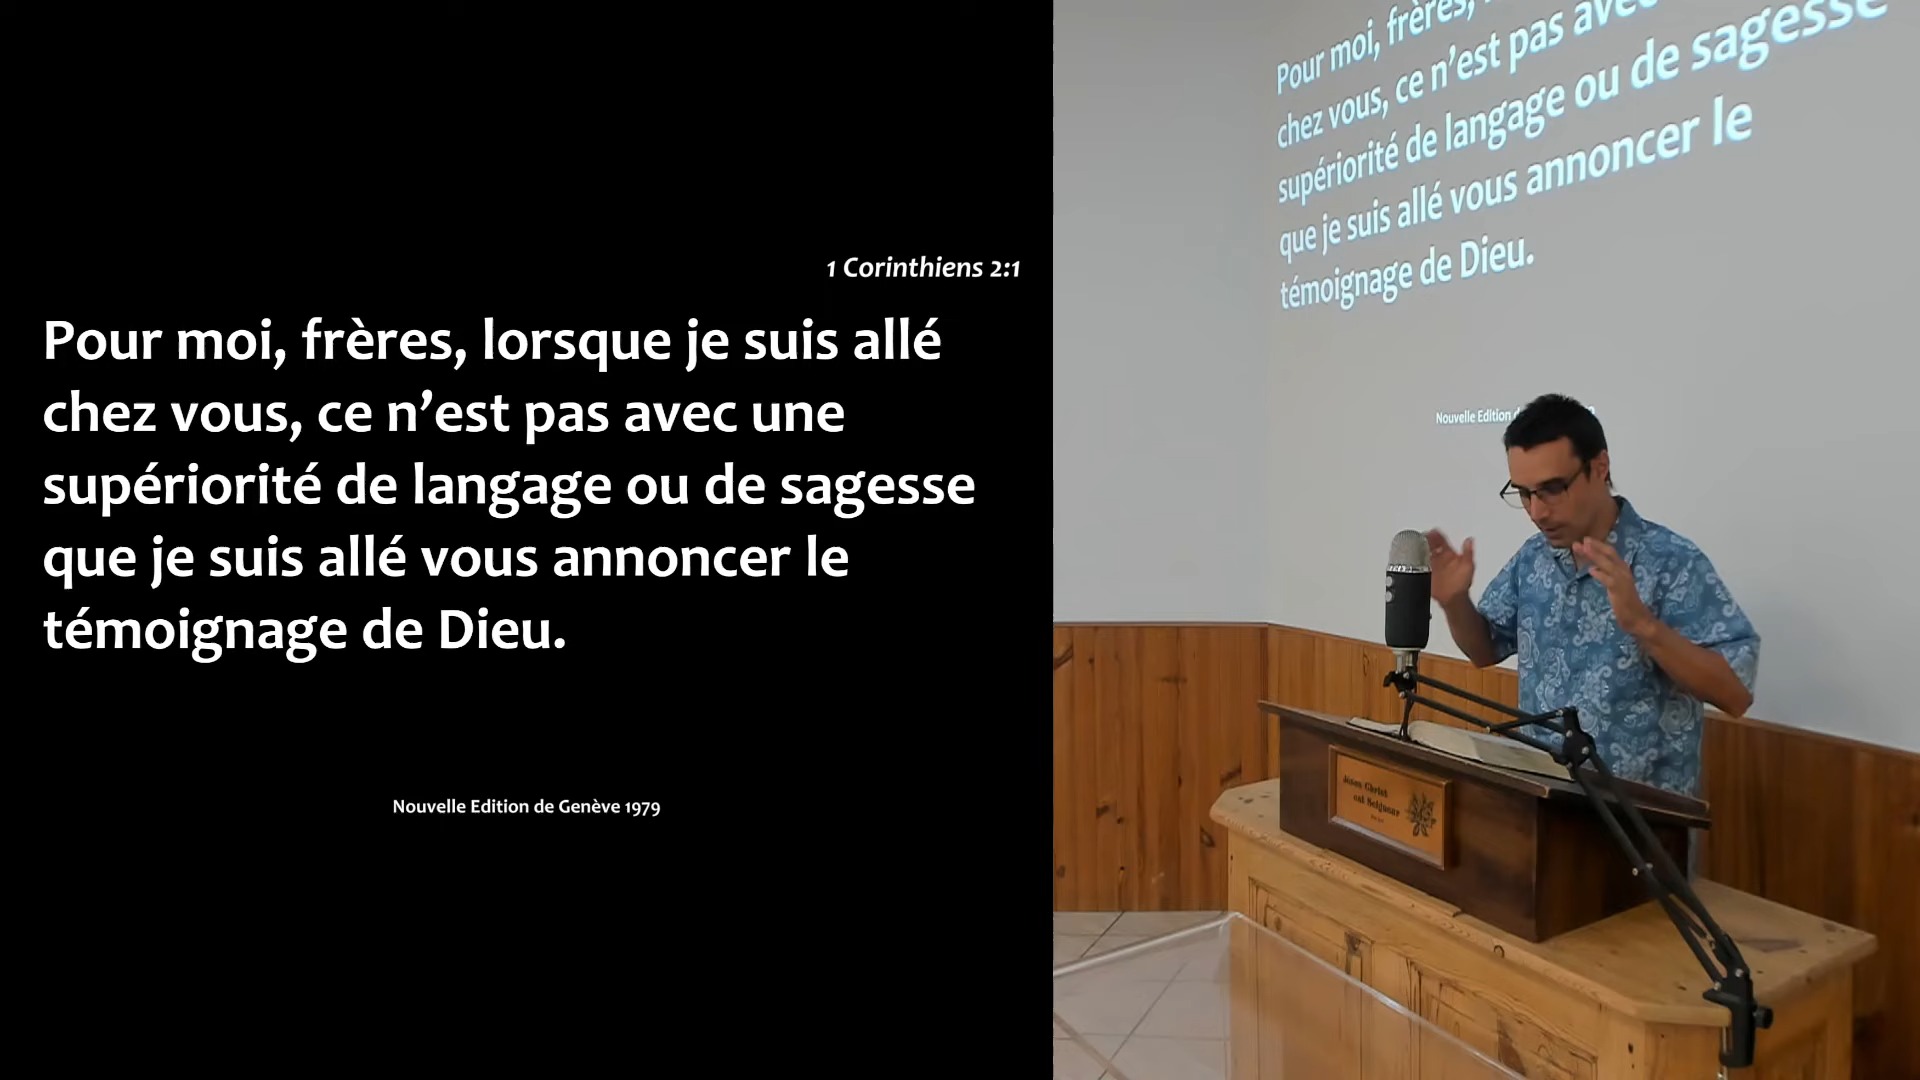 1 Corinthiens 2:1
Pour moi, frères, lorsque je suis allé
chez vous, ce n’est pas avec une
supériorité de langage ou de sagesse
que je suis allé vous annoncer le
témoignage de Dieu.
Nouvelle Edition de Genève 1979
Pour moi, frères,
chez vous, ce n’est pas avec
supériorité de langage ou de sagesse
que je suis allé vous annoncer le
témoignage de Dieu.
Nouvelle Edition
Jésus Christ
est Seigneur